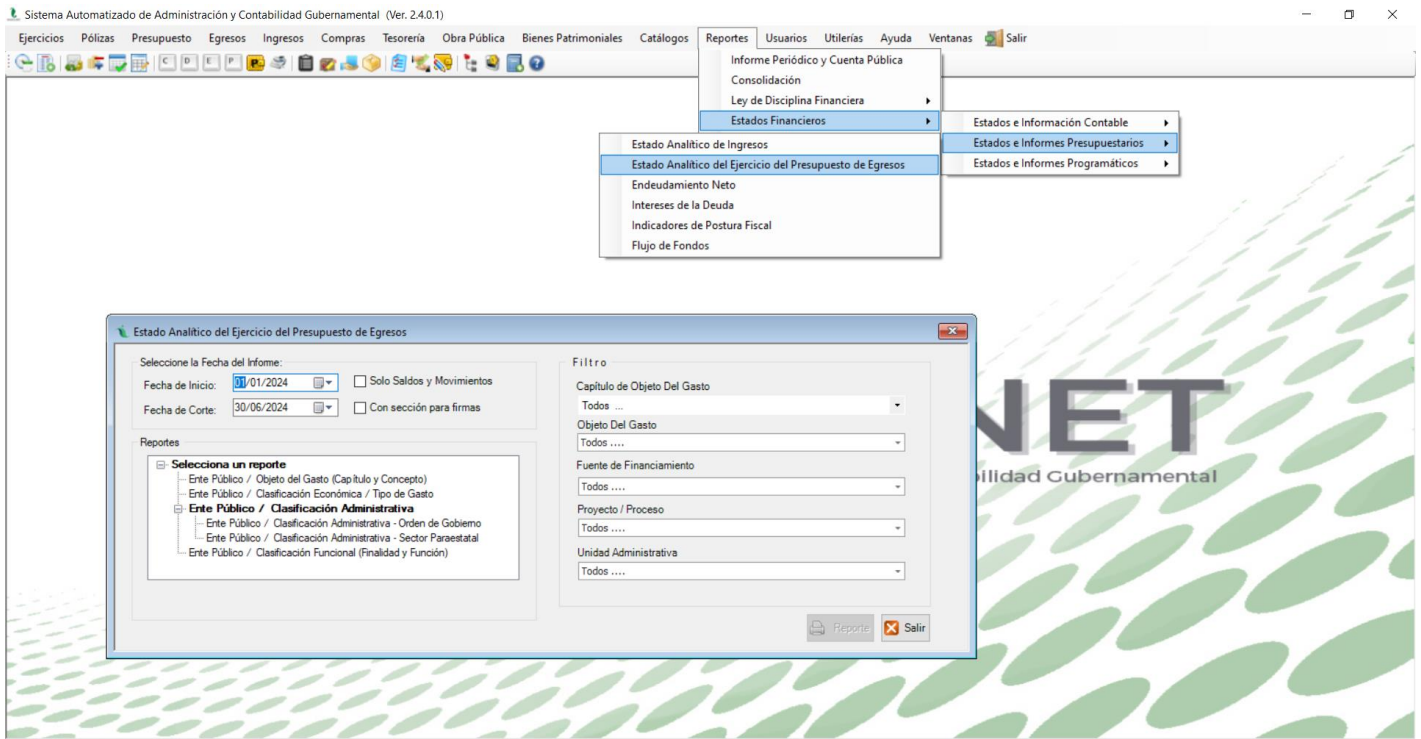 Sistema Automatizado de Administración y Contabilidad Gubernamental (Ver. 2.4.0.1)
Ejercicios Pólizas Presupuesto Egresos Ingresos Compras Tesorería Obra Pública Bienes Patrimoniales Catálogos Reportes Usuarios Utilerías Ayuda Ventanas Salir
C D E P P
Informe Periódico y Cuenta Pública
Consolidación
Ley de Disciplina Financiera
Estados Financieros
Estados e Información Contable
Estados e Informes Presupuestarios
Estados e Informes Programáticos
Estado Analítico de Ingresos
Estado Analítico del Ejercicio del Presupuesto de Egresos
Endeudamiento Neto
Intereses de la Deuda
Indicadores de Postura Fiscal
Flujo de Fondos
Estado Analítico del Ejercicio del Presupuesto de Egresos
Seleccione la Fecha del Informe:
Fecha de Inicio: 01/01/2024 Solo Saldos y Movimientos
Fecha de Corte: 30/06/2024 Con sección para firmas
Reportes
Selecciona un reporte
Ente Público / Objeto del Gasto (Capítulo y Concepto)
Ente Público / Clasificación Económica / Tipo de Gasto
Ente Público / Clasificación Administrativa
Ente Público / Clasificación Administrativa - Orden de Gobierno
Ente Público / Clasificación Administrativa - Sector Paraestatal
Ente Público / Clasificación Funcional (Finalidad y Función)
Filtro
Capítulo de Objeto Del Gasto
Todos ...
Objeto Del Gasto
Todos ....
Fuente de Financiamiento
Todos ....
Proyecto / Proceso
Todos ....
Unidad Administrativa
Todos ....
Reporte Salir
NET
bilidad Gubernamental